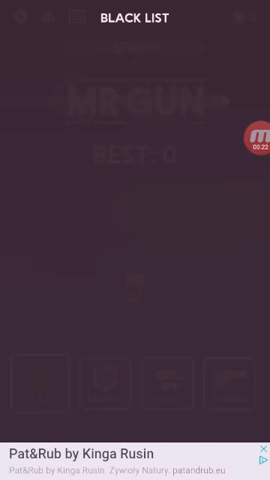 BLACK LIST
MR GUN
BEST: 0
m
00:22
Pat&Rub by Kinga Rusin
Pat&Rub by Kinga Rusin. Żywioły Natury. patandrub.eu